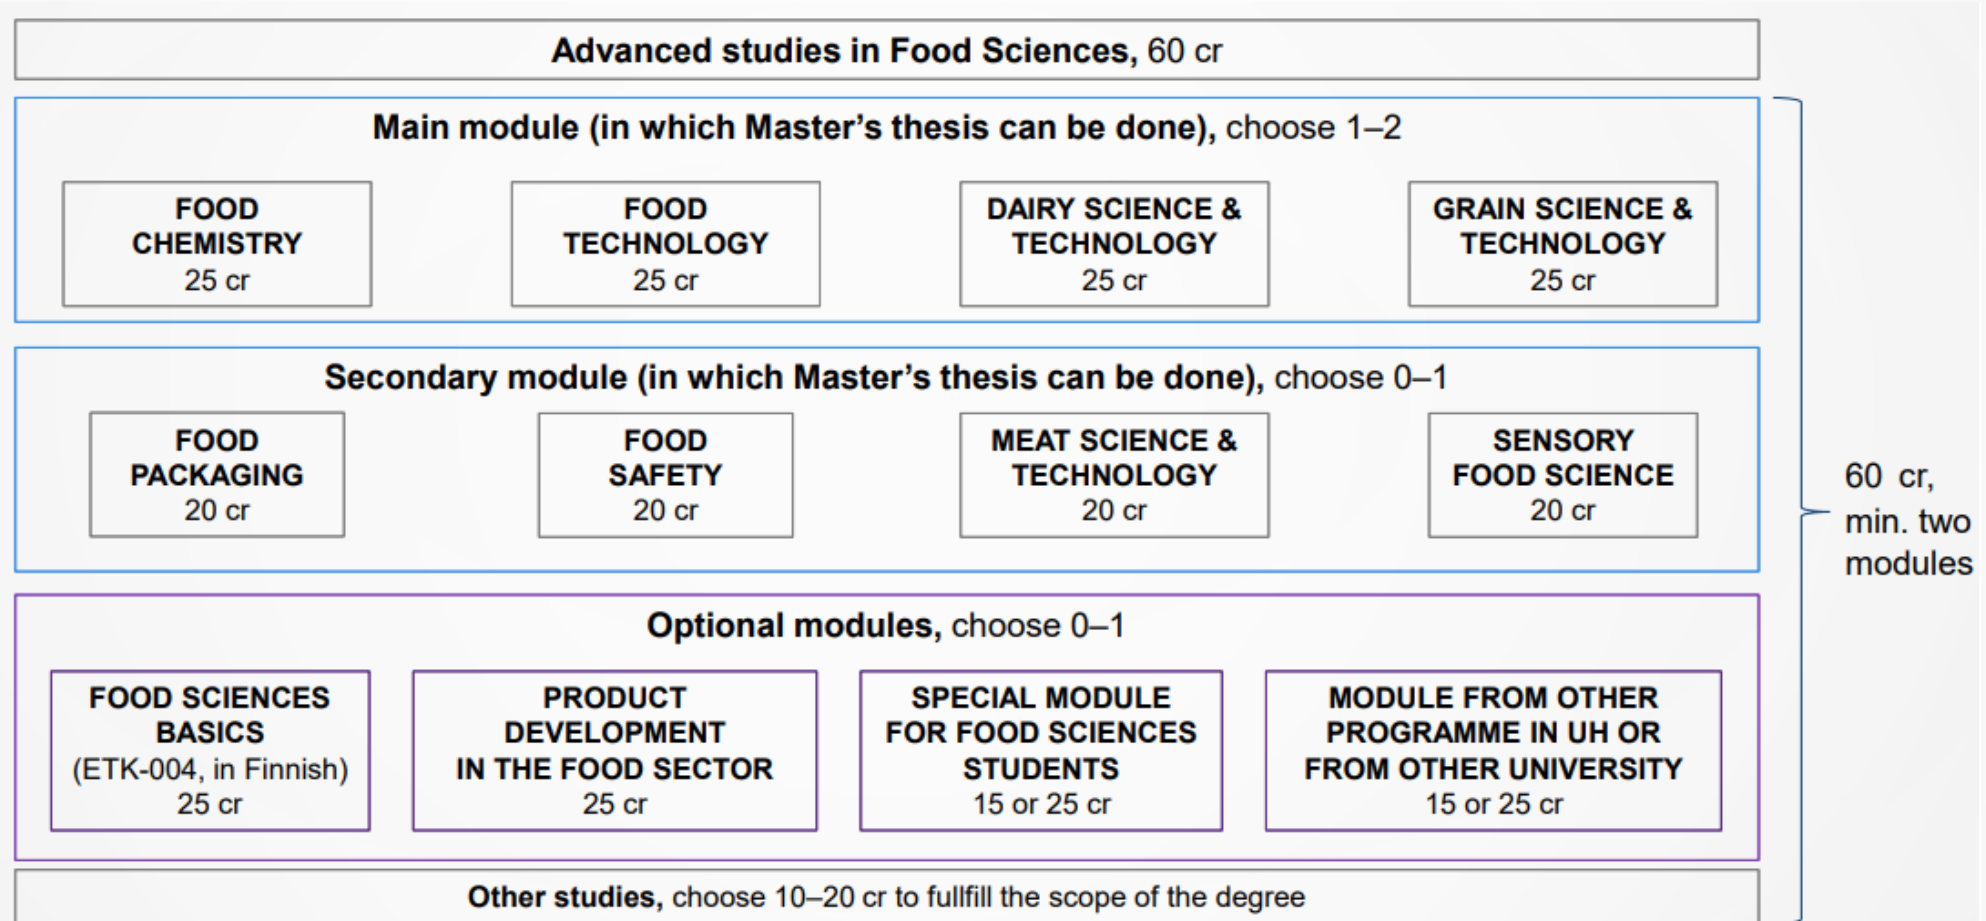 Advanced studies in Food Sciences, 60 cr
Main module (in which Master's thesis can be done), choose 1–2
FOOD
CHEMISTRY
25 cr
FOOD
TECHNOLOGY
25 cr
DAIRY SCIENCE &
TECHNOLOGY
25 cr
GRAIN SCIENCE &
TECHNOLOGY
25 cr
Secondary module (in which Master's thesis can be done), choose 0–1
FOOD
PACKAGING
20 cr
FOOD
SAFETY
20 cr
MEAT SCIENCE &
TECHNOLOGY
20 cr
SENSORY
FOOD SCIENCE
20 cr
Optional modules, choose 0–1
FOOD SCIENCES
BASICS
(ETK-004, in Finnish)
25 cr
PRODUCT
DEVELOPMENT
IN THE FOOD SECTOR
25 cr
SPECIAL MODULE
FOR FOOD SCIENCES
STUDENTS
15 or 25 cr
MODULE FROM OTHER
PROGRAMME IN UH OR
FROM OTHER UNIVERSITY
15 or 25 cr
Other studies, choose 10–20 cr to fullfill the scope of the degree
60 cr,
min. two
modules